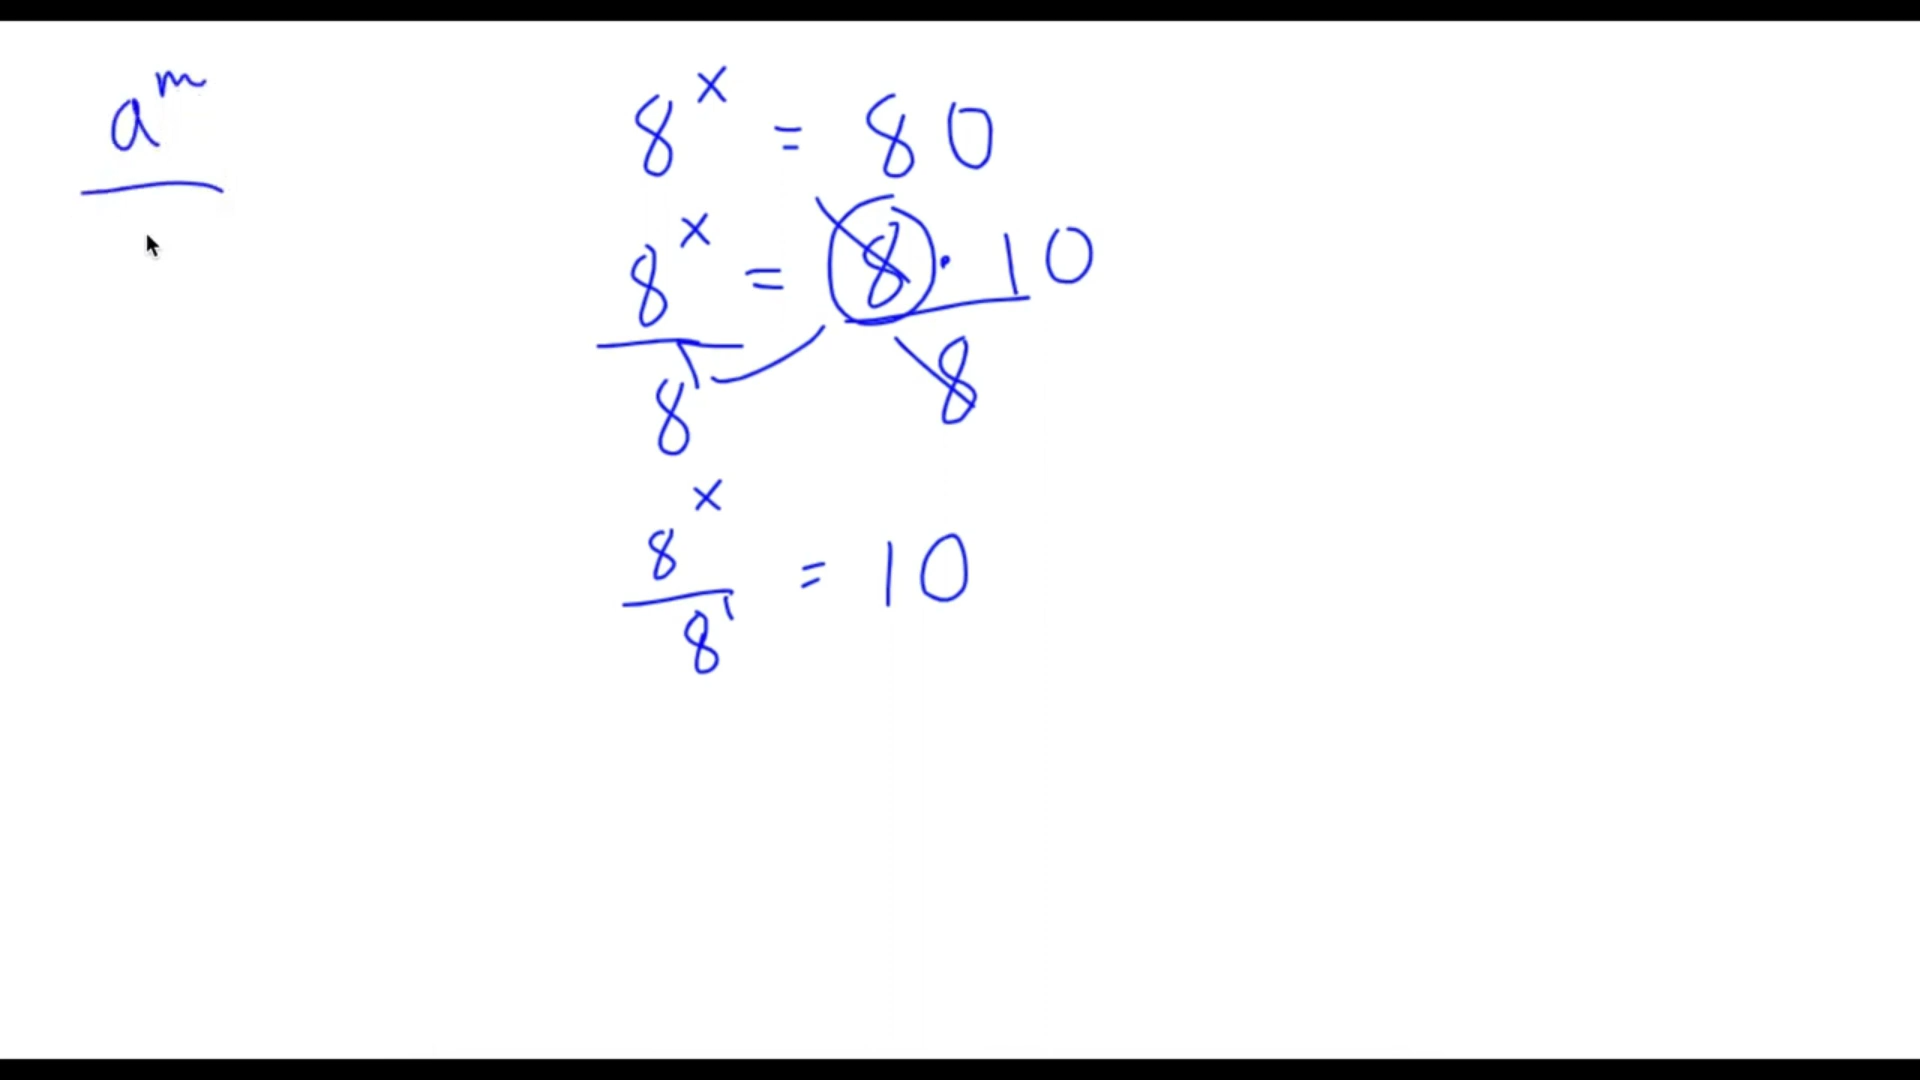 a^m
8^x = 80
8^x = 8 · 10
8^1 8
8^x
8^1 = 10